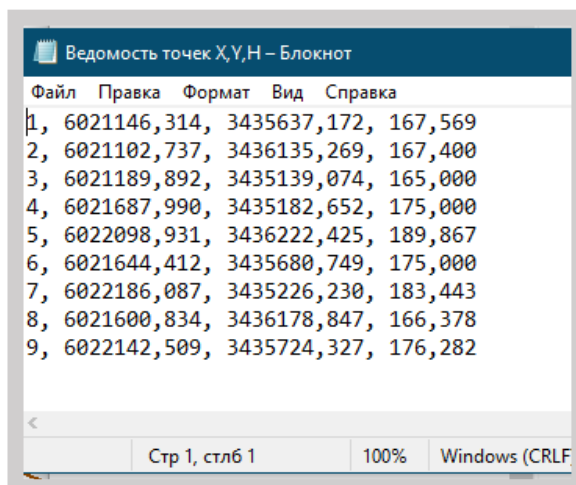 Ведомость точек X,Y,H – Блокнот
Файл Правка Формат Вид Справка
1, 6021146,314, 3435637,172, 167,569
2, 6021102,737, 3436135,269, 167,400
3, 6021189,892, 3435139,074, 165,000
4, 6021687,990, 3435182,652, 175,000
5, 6022098,931, 3436222,425, 189,867
6, 6021644,412, 3435680,749, 175,000
7, 6022186,087, 3435226,230, 183,443
8, 6021600,834, 3436178,847, 166,378
9, 6022142,509, 3435724,327, 176,282
Стр 1, стлб 1 100% Windows (CRLF)